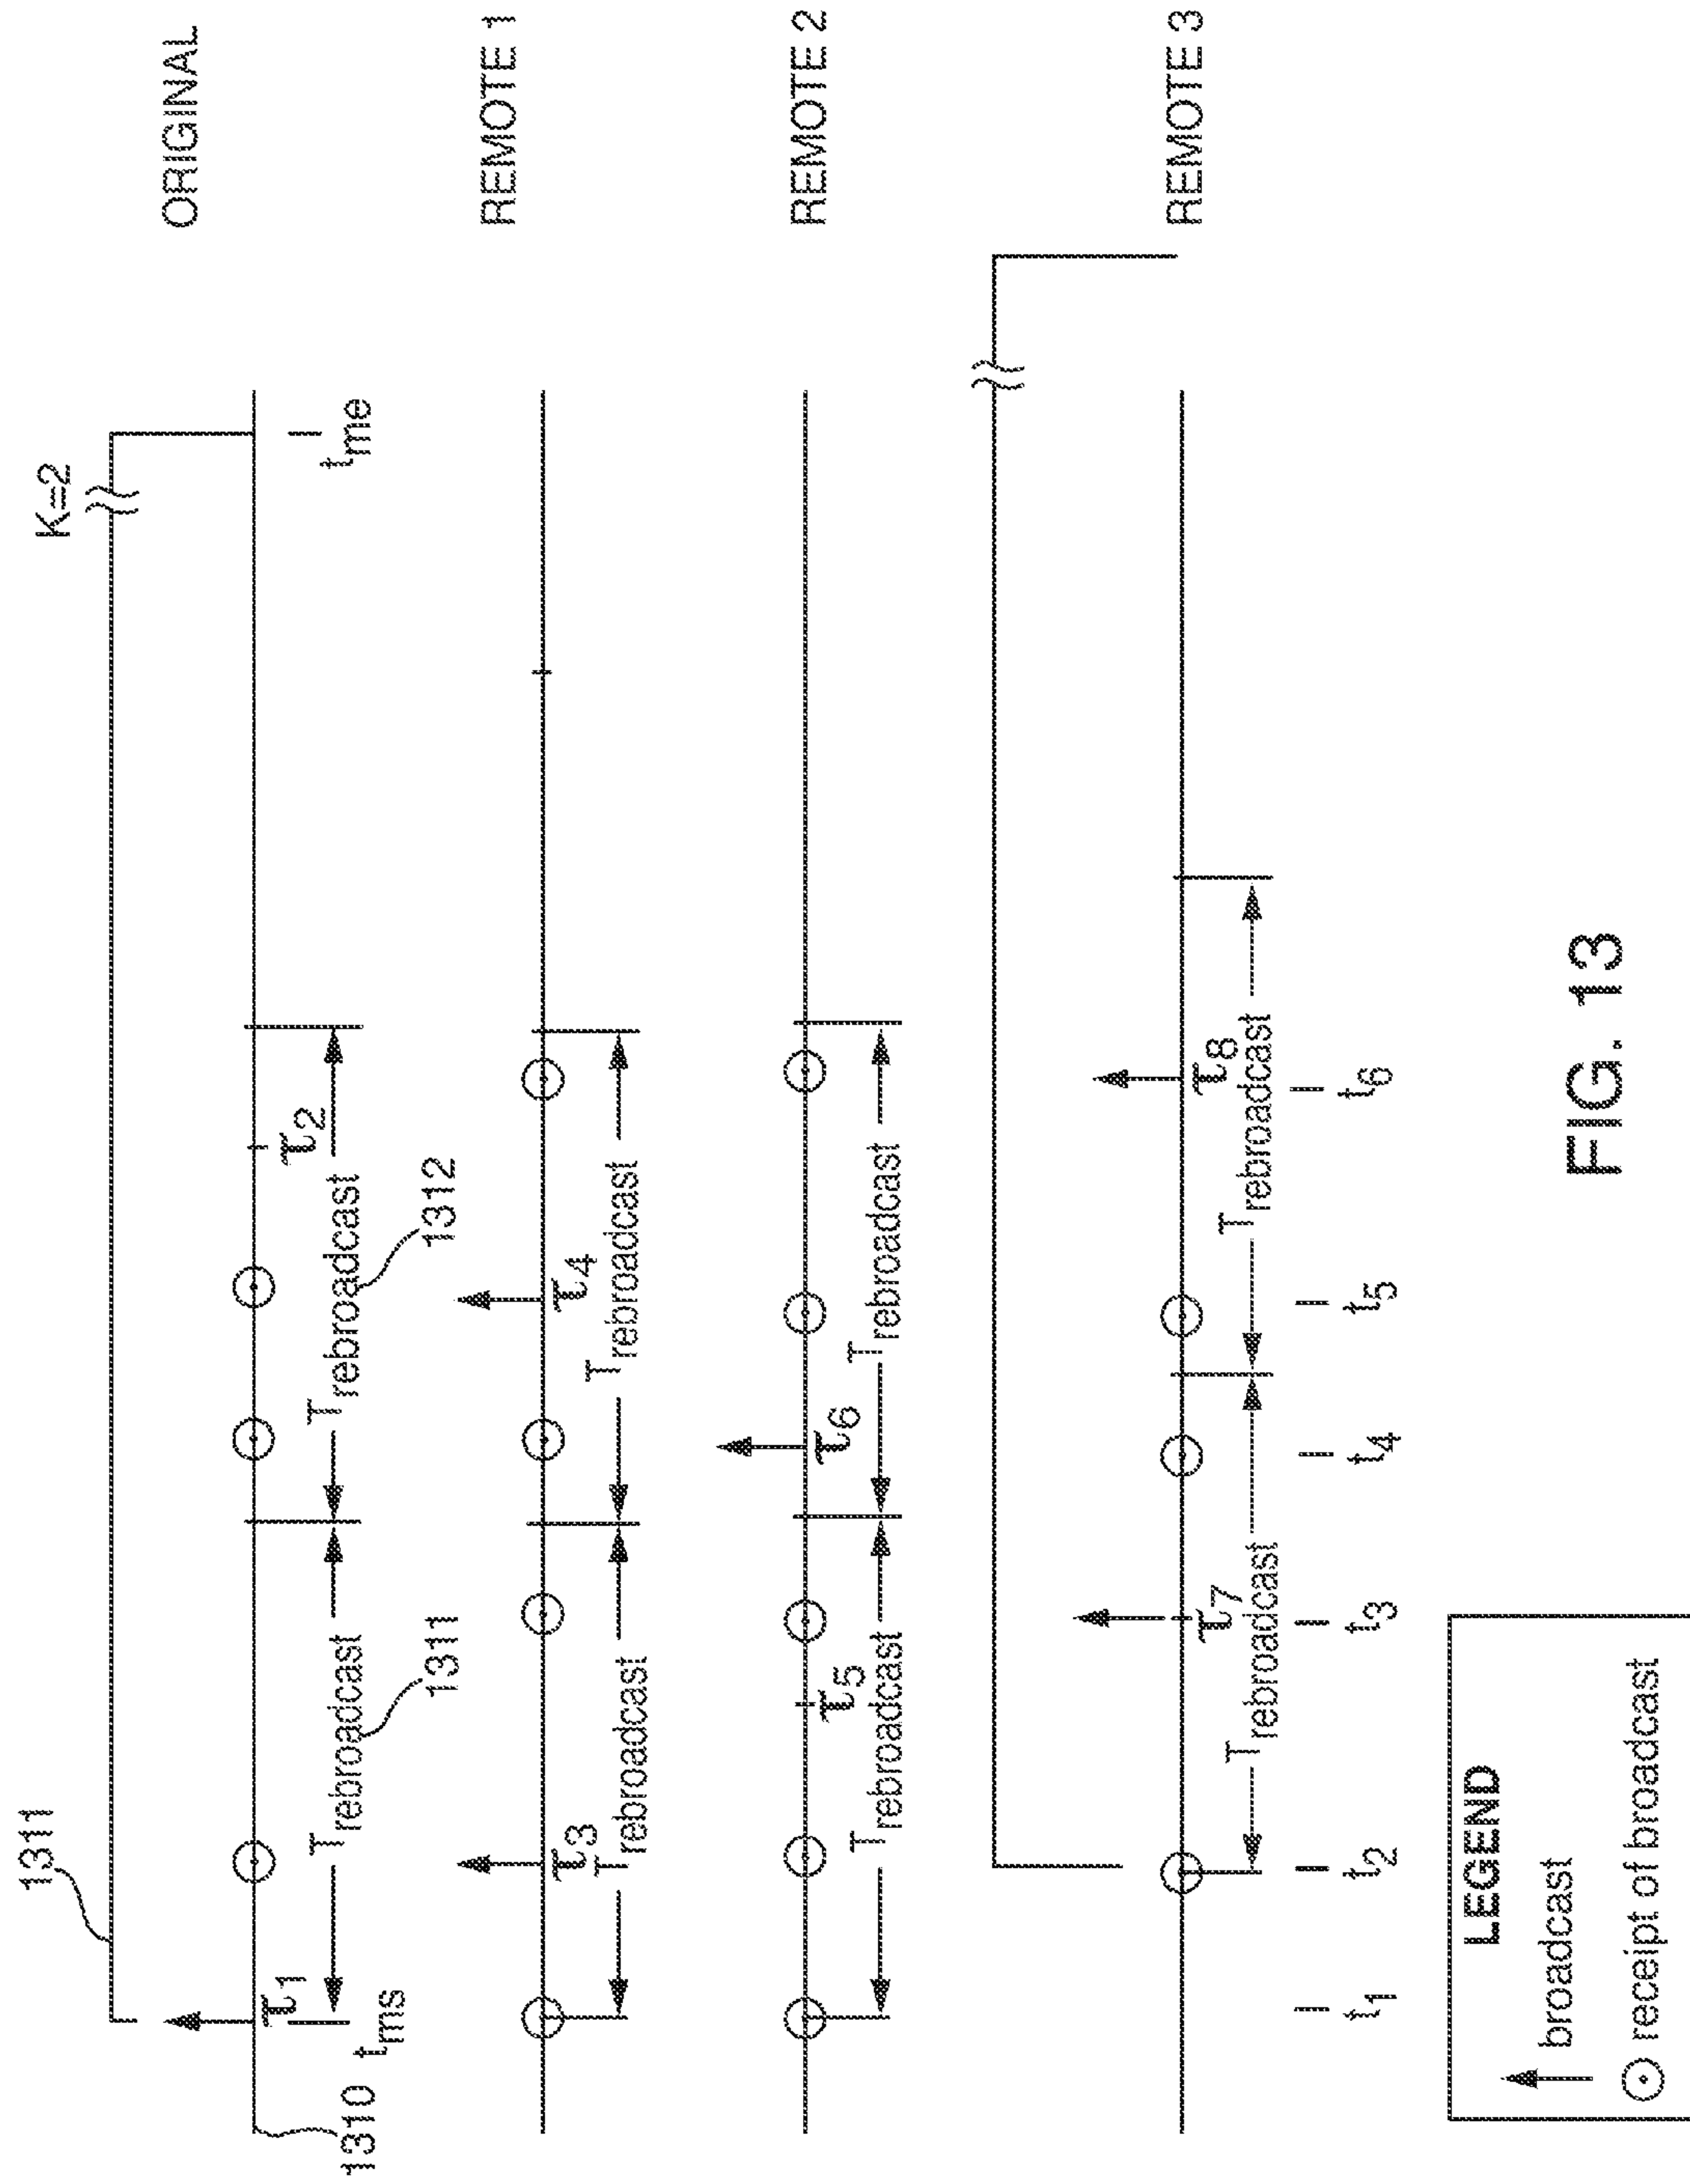 1311
K=2
ORIGINAL
1310
τ1
tms
Trebroadcast
1311
Trebroadcast
1312
τ2
tme
REMOTE 1
τ3
Trebroadcast
τ4
Trebroadcast
REMOTE 2
τ5
Trebroadcast
τ6
Trebroadcast
REMOTE 3
τ7
Trebroadcast
τ8
Trebroadcast
t1
t2
t3
t4
t5
t6
LEGEND
broadcast
receipt of broadcast
FIG. 13